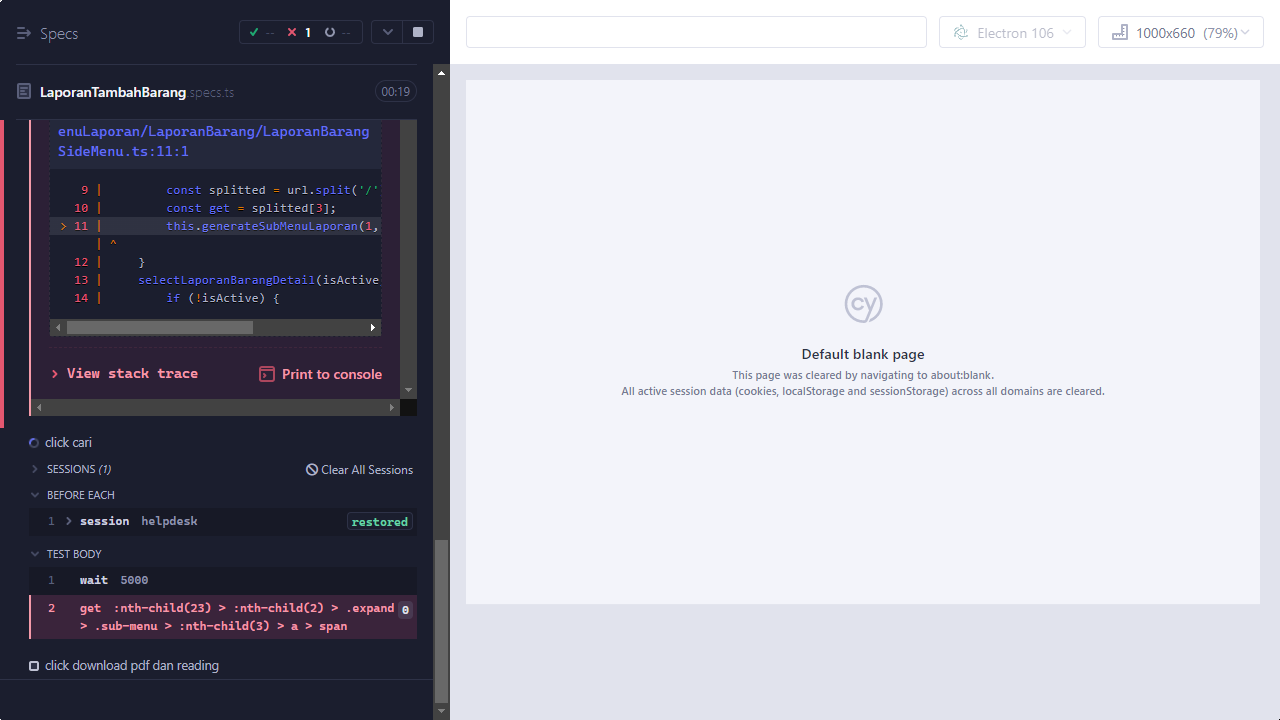 Specs
-- 1 --
Electron 106
1000x660 (79%)
LaporanTambahBarang.specs.ts
00:19
enuLaporan/LaporanBarang/LaporanBarang
SideMenu.ts:11:1
9 | const splitted = url.split('/'
10 | const get = splitted[3];
> 11 | this.generateSubMenuLaporan(1,
| ^
12 | }
13 | selectLaporanBarangDetail(isActive
14 | if (!isActive) {
View stack trace
Print to console
click cari
SESSIONS (1)
Clear All Sessions
BEFORE EACH
1 session helpdesk restored
TEST BODY
1 wait 5000
2 get :nth-child(23) > :nth-child(2) > .expand 0
> .sub-menu > :nth-child(3) > a > span
click download pdf dan reading
cy
Default blank page
This page was cleared by navigating to about:blank.
All active session data (cookies, localStorage and sessionStorage) across all domains are cleared.